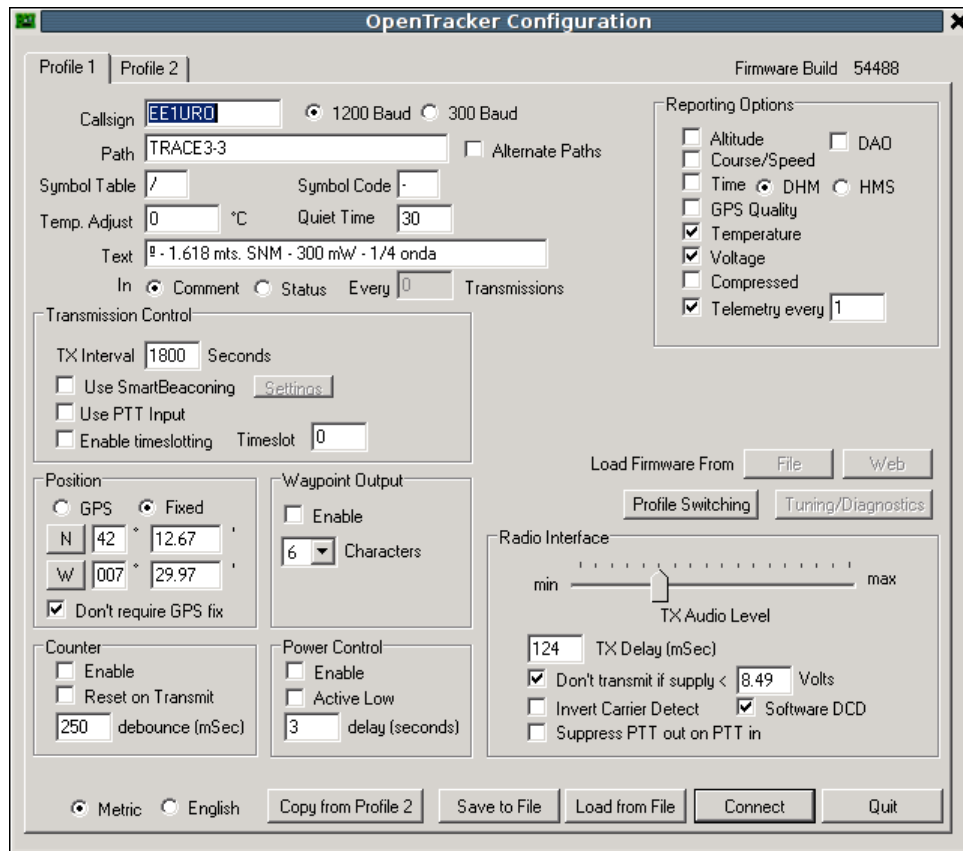 OpenTracker Configuration
Profile 1 Profile 2 Firmware Build 54488
Callsign EE1URO 1200 Baud 300 Baud
Path TRACE3-3 Alternate Paths
Symbol Table / Symbol Code -
Temp. Adjust 0 °C Quiet Time 30
Text º - 1.618 mts. SNM - 300 mW - 1/4 onda
In Comment Status Every 0 Transmissions
Reporting Options
Altitude DAO
Course/Speed
Time DHM HMS
GPS Quality
Temperature
Voltage
Compressed
Telemetry every 1
Transmission Control
TX Interval 1800 Seconds
Use SmartBeaconing Settings
Use PTT Input
Enable timeslotting Timeslot 0
Load Firmware From File Web
Profile Switching Tuning/Diagnostics
Position
GPS Fixed
N 42 ° 12.67 '
W 007 ° 29.97 '
Don't require GPS fix
Waypoint Output
Enable
6 Characters
Radio Interface
min max
TX Audio Level
124 TX Delay (mSec)
Don't transmit if supply < 8.49 Volts
Invert Carrier Detect Software DCD
Suppress PTT out on PTT in
Counter
Enable
Reset on Transmit
250 debounce (mSec)
Power Control
Enable
Active Low
3 delay (seconds)
Metric English Copy from Profile 2 Save to File Load from File Connect Quit